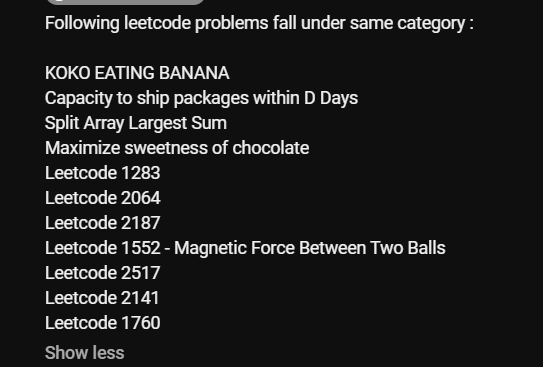 Following leetcode problems fall under same category :
KOKO EATING BANANA
Capacity to ship packages within D Days
Split Array Largest Sum
Maximize sweetness of chocolate
Leetcode 1283
Leetcode 2064
Leetcode 2187
Leetcode 1552 - Magnetic Force Between Two Balls
Leetcode 2517
Leetcode 2141
Leetcode 1760
Show less